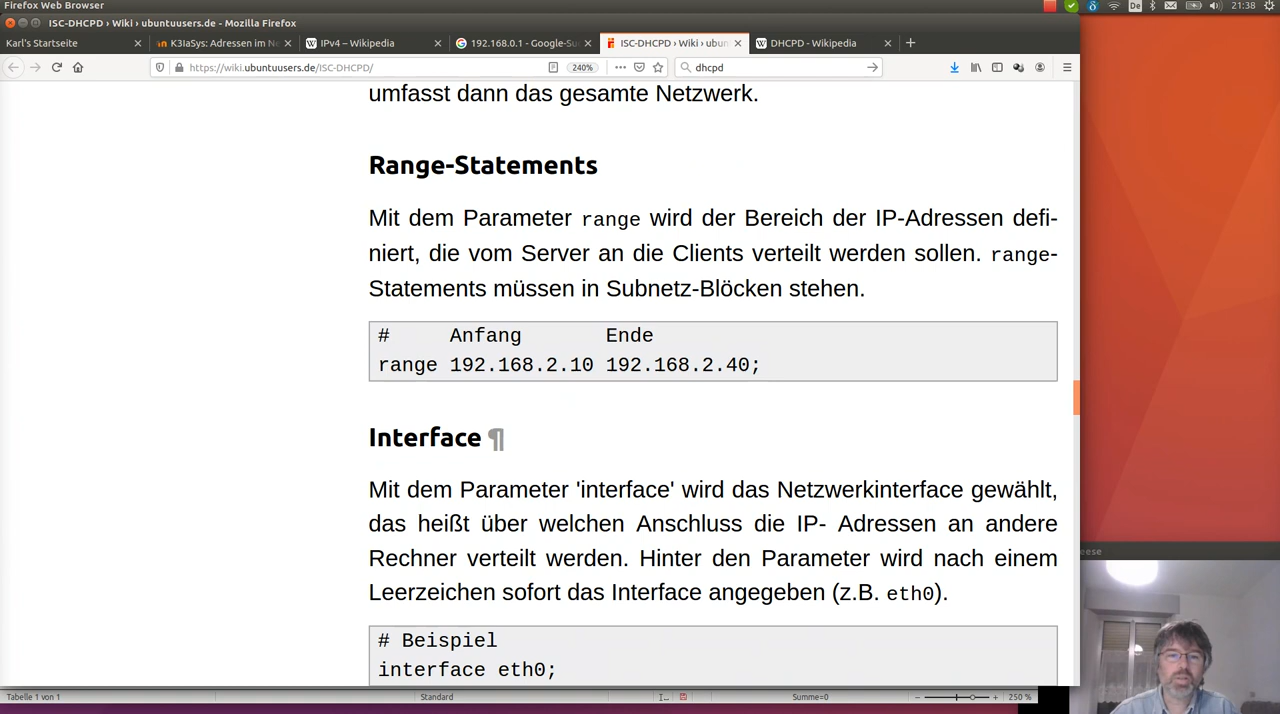 Firefox Web Browser
De
21:38
ISC-DHCPD › Wiki › ubuntuusers.de - Mozilla Firefox
Karl's Startseite
K3IaSys: Adressen im N
IPv4 – Wikipedia
192.168.0.1 - Google-Su
ISC-DHCPD › Wiki › ubun
DHCPD - Wikipedia
https://wiki.ubuntuusers.de/ISC-DHCPD/
240%
dhcpd
umfasst dann das gesamte Netzwerk.
Range-Statements
Mit dem Parameter range wird der Bereich der IP-Adressen defi-
niert, die vom Server an die Clients verteilt werden sollen. range-
Statements müssen in Subnetz-Blöcken stehen.
# Anfang Ende
range 192.168.2.10 192.168.2.40;
Interface ¶
Mit dem Parameter 'interface' wird das Netzwerkinterface gewählt,
das heißt über welchen Anschluss die IP- Adressen an andere
Rechner verteilt werden. Hinter den Parameter wird nach einem
Leerzeichen sofort das Interface angegeben (z.B. eth0).
# Beispiel
interface eth0;
eese
Tabelle 1 von 1
Standard
Summe=0
250 %